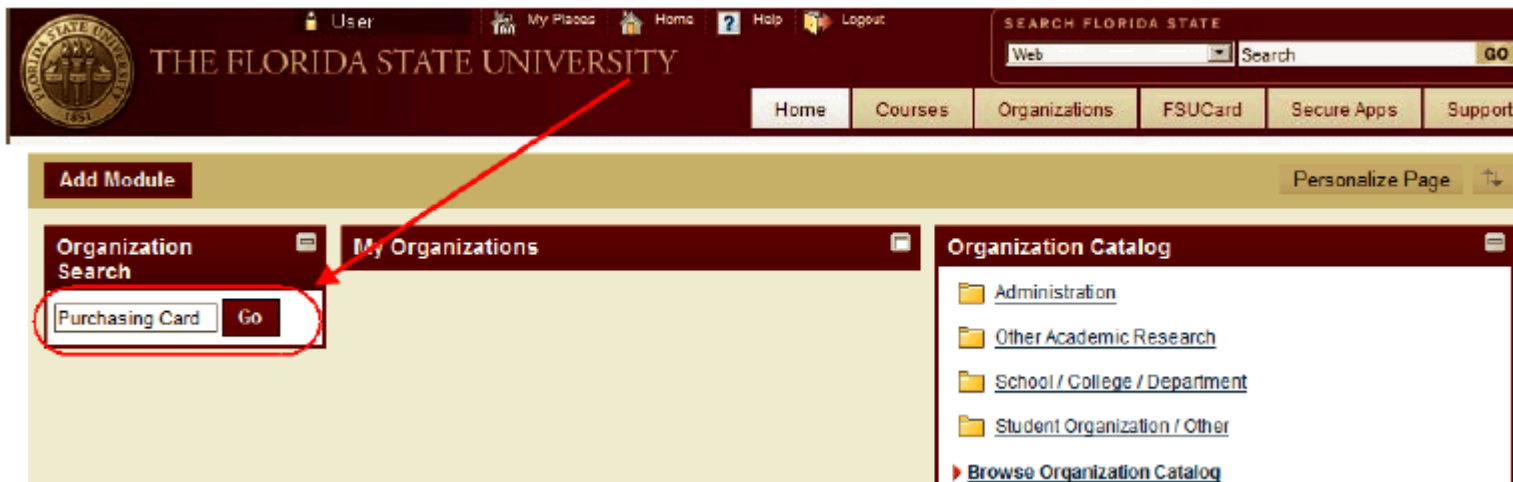 User My Places Home Help Logout
SEARCH FLORIDA STATE
THE FLORIDA STATE UNIVERSITY
Web Search GO
1851
Home Courses Organizations FSUCard Secure Apps Support
Add Module
Personalize Page
Organization
Search
My Organizations
Organization Catalog
Purchasing Card Go
Administration
Other Academic Research
School / College / Department
Student Organization / Other
Browse Organization Catalog